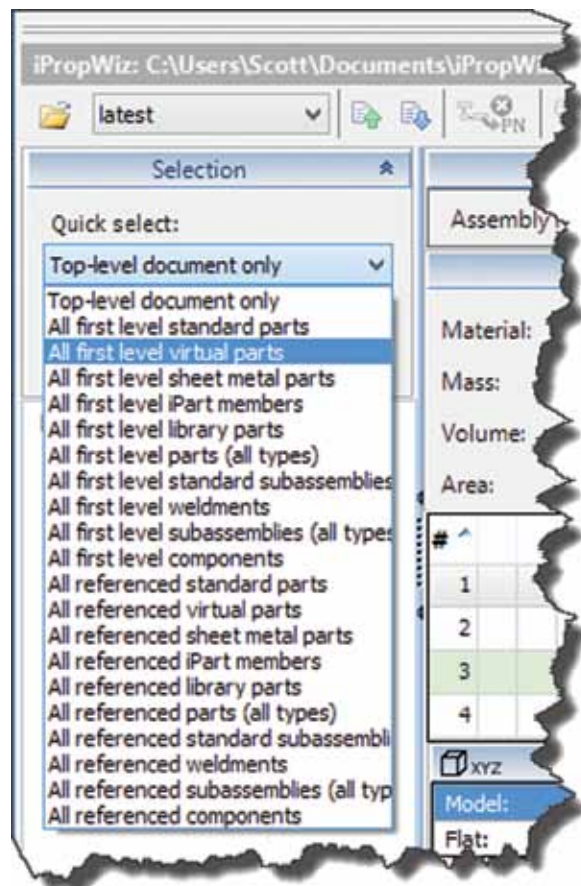 iPropWiz: C:\Users\Scott\Documents\iPropWiz
latest
PN
Selection
Quick select:
Top-level document only
Top-level document only
All first level standard parts
All first level virtual parts
All first level sheet metal parts
All first level iPart members
All first level library parts
All first level parts (all types)
All first level standard subassemblies
All first level weldments
All first level subassemblies (all types
All first level components
All referenced standard parts
All referenced virtual parts
All referenced sheet metal parts
All referenced iPart members
All referenced library parts
All referenced parts (all types)
All referenced standard subassembli
All referenced weldments
All referenced subassemblies (all typ
All referenced components
Assembly
Material:
Mass:
Volume:
Area:
#
1
2
3
4
XYZ
Model:
Flat: